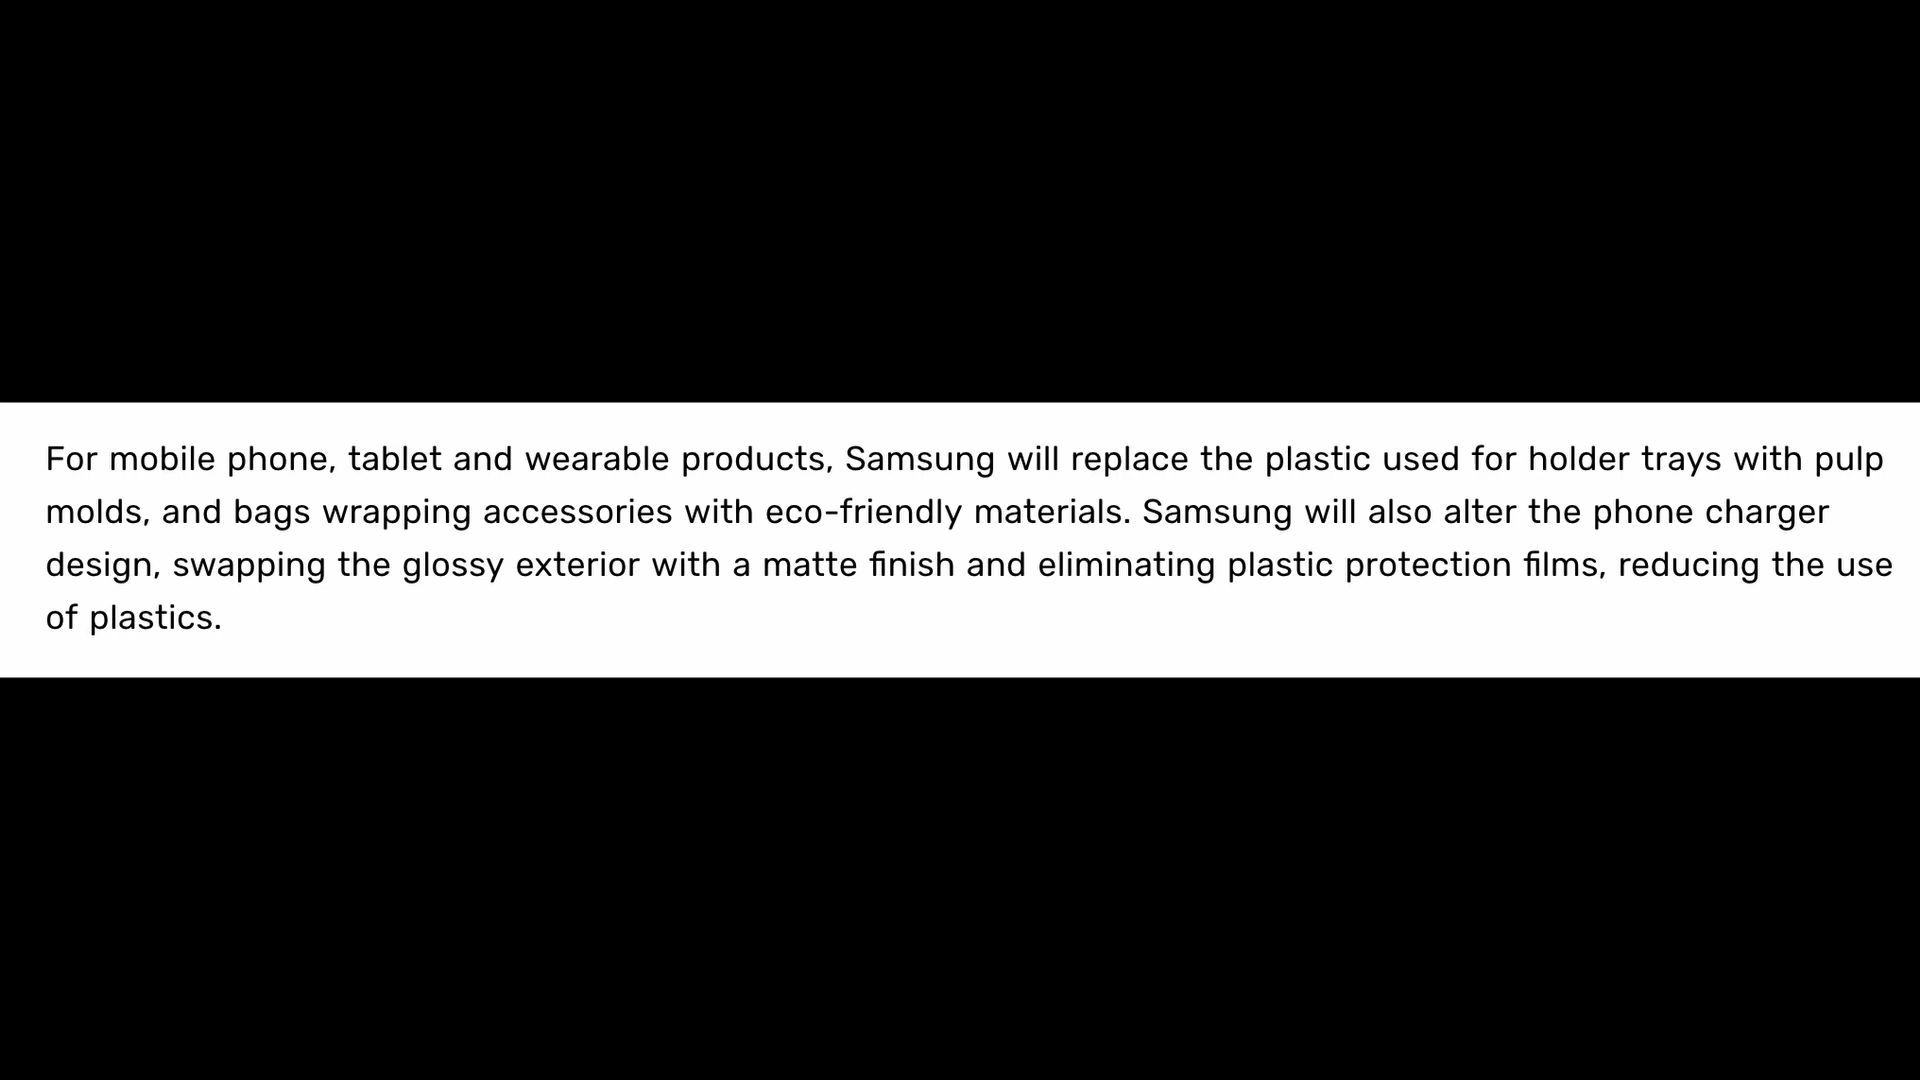 For mobile phone, tablet and wearable products, Samsung will replace the plastic used for holder trays with pulp
molds, and bags wrapping accessories with eco-friendly materials. Samsung will also alter the phone charger
design, swapping the glossy exterior with a matte finish and eliminating plastic protection films, reducing the use
of plastics.